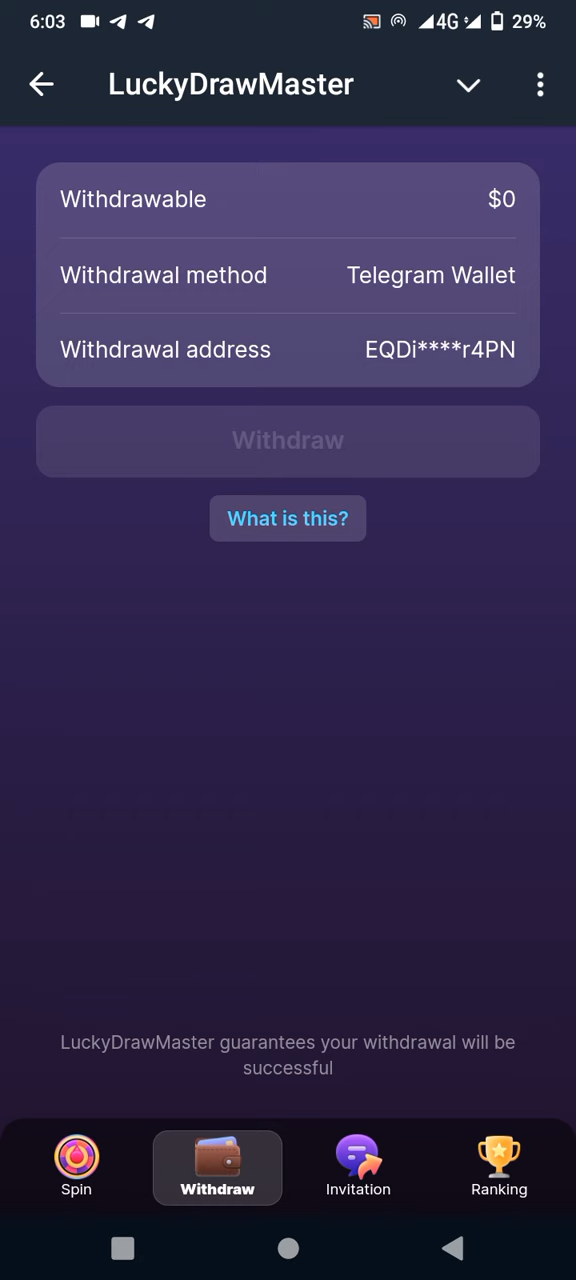 6:03 4G 29%
LuckyDrawMaster
Withdrawable $0
Withdrawal method Telegram Wallet
Withdrawal address EQDi****r4PN
Withdraw
What is this?
LuckyDrawMaster guarantees your withdrawal will be
successful
Spin Withdraw Invitation Ranking